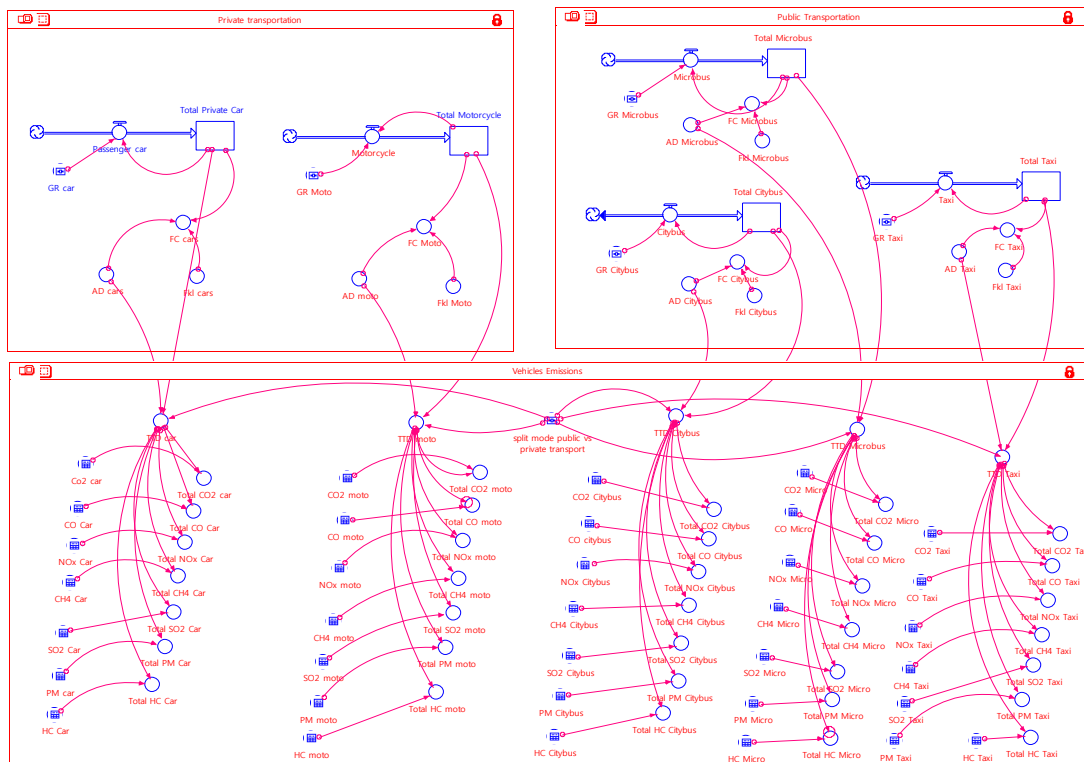 Private transportation
Total Private Car
Passenger car
GR car
FC cars
AD cars
Fkl cars
Total Motorcycle
Motorcycle
GR Moto
FC Moto
AD moto
Fkl Moto
Public Transportation
Total Microbus
Microbus
GR Microbus
FC Microbus
AD Microbus
Fkl Microbus
Total Citybus
Citybus
GR Citybus
FC Citybus
AD Citybus
Fkl Citybus
Total Taxi
Taxi
GR Taxi
FC Taxi
AD Taxi
Fkl Taxi
Vehicles Emissions
split mode public vs
private transport
TTD car
Co2 car
Total CO2 car
CO Car
Total CO Car
NOx Car
Total NOx Car
CH4 Car
Total CH4 Car
SO2 Car
Total SO2 Car
PM car
Total PM Car
HC Car
Total HC Car
TTD moto
CO2 moto
Total CO2 moto
CO moto
Total CO moto
NOx moto
Total NOx moto
CH4 moto
Total CH4 moto
SO2 moto
Total SO2 moto
PM moto
Total PM moto
HC moto
Total HC moto
TTD Citybus
CO2 Citybus
Total CO2 Citybus
CO citybus
Total CO Citybus
NOx Citybus
Total NOx Citybus
CH4 Citybus
Total CH4 Citybus
SO2 Citybus
Total SO2 Citybus
PM Citybus
Total PM Citybus
HC Citybus
Total HC Citybus
TTD Microbus
CO2 Micro
Total CO2 Micro
CO Micro
Total CO Micro
NOx Micro
Total NOx Micro
CH4 Micro
Total CH4 Micro
SO2 Micro
Total SO2 Micro
PM Micro
Total PM Micro
HC Micro
Total HC Micro
TTD Taxi
CO2 Taxi
Total CO2 Ta
CO Taxi
Total CO Taxi
NOx Taxi
Total NOx Taxi
CH4 Taxi
Total CH4 Taxi
SO2 Taxi
Total SO2 Taxi
PM Taxi
Total PM Taxi
HC Taxi
Total HC Taxi